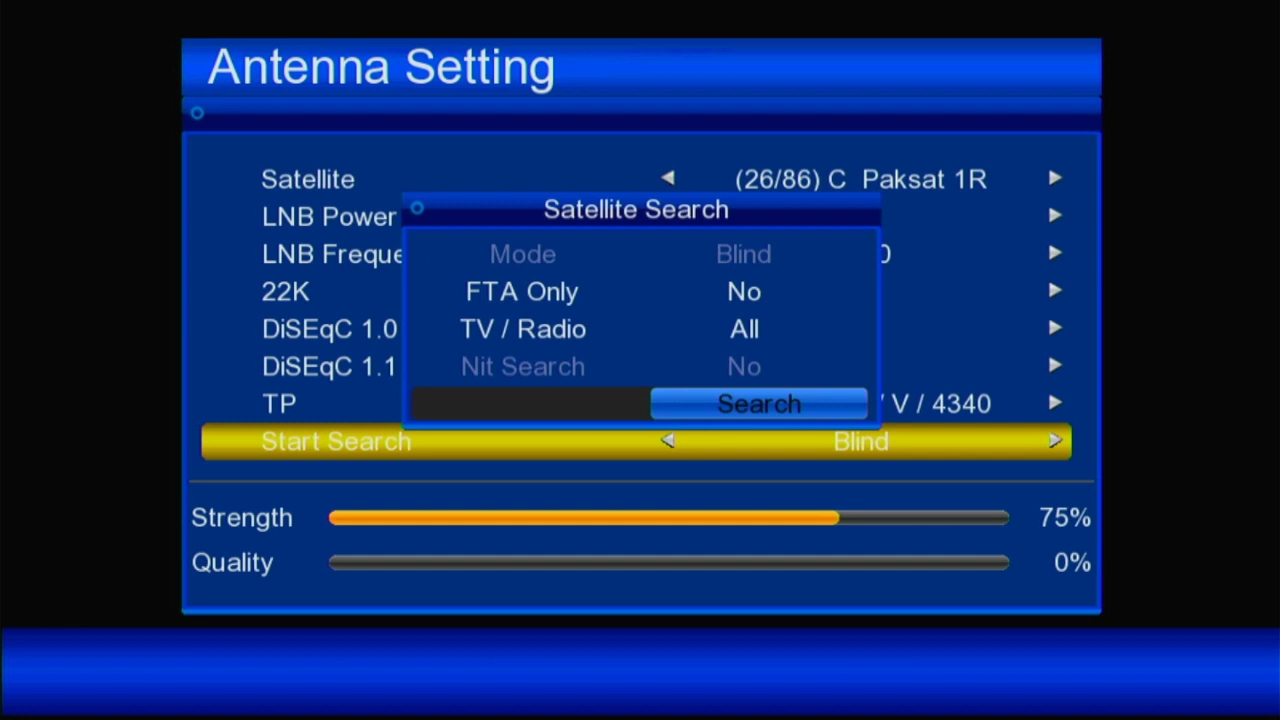 Antenna Setting
Satellite (26/86) C Paksat 1R
LNB Power
Satellite Search
LNB Freque 0
Mode Blind
22K
FTA Only No
DiSEqC 1.0
TV / Radio All
DiSEqC 1.1
Nit Search No
TP / V / 4340
Search
Start Search Blind
Strength 75%
Quality 0%